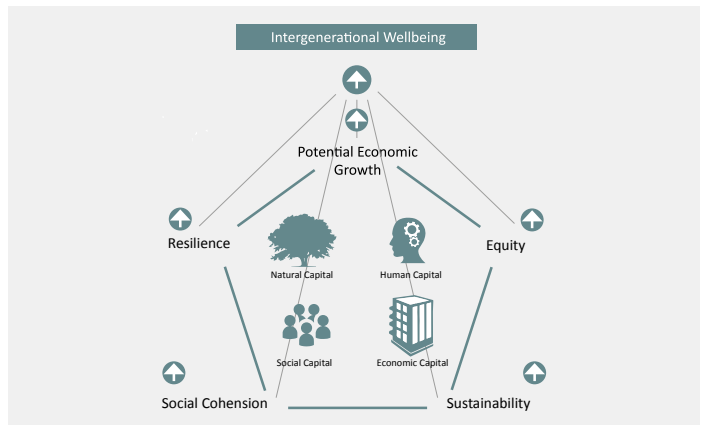 Intergenerational Wellbeing
Potential Economic
Growth
Resilience
Equity
Natural Capital
Human Capital
Social Capital
Economic Capital
Social Cohension
Sustainability